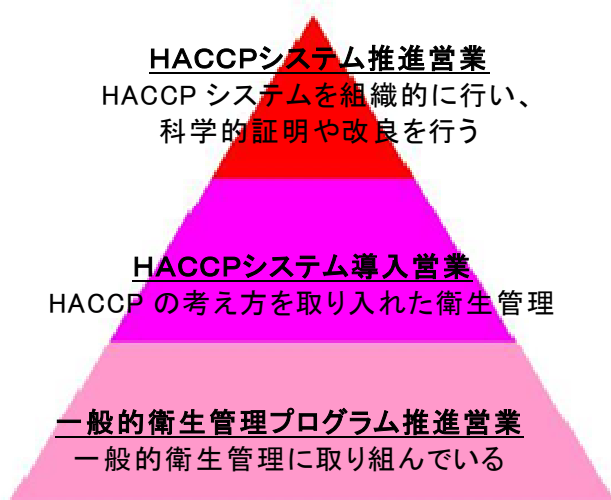 HACCPシステム推進営業
HACCP システムを組織的に行い、
科学的証明や改良を行う
HACCPシステム導入営業
HACCP の考え方を取り入れた衛生管理
一般的衛生管理プログラム推進営業
一般的衛生管理に取り組んでいる